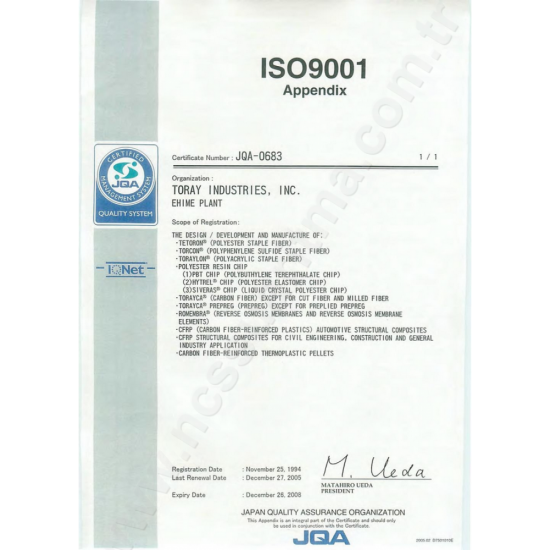 ISO9001
Appendix
Certificate Number : JQA-0683 1 / 1
CERTIFIED
MANAGEMENT SYSTEM
JQA
QUALITY SYSTEM
Organization :
TORAY INDUSTRIES, INC.
EHIME PLANT
Scope of Registration:
THE DESIGN / DEVELOPMENT AND MANUFACTURE OF:
·TETORON® (POLYESTER STAPLE FIBER)
·TORCON® (POLYPHENYLENE SULFIDE STAPLE FIBER)
·TORAYLON® (POLYACRYLIC STAPLE FIBER)
·POLYESTER RESIN CHIP
(1)PBT CHIP (POLYBUTHYLENE TEREPHTHALATE CHIP)
(2)HYTREL® CHIP (POLYESTER ELASTOMER CHIP)
(3)SIVERAS® CHIP (LIQUID CRYSTAL POLYESTER CHIP)
·TORAYCA® (CARBON FIBER) EXCEPT FOR CUT FIBER AND MILLED FIBER
·TORAYCA® PREPREG (PREPREG) EXCEPT FOR PREPLIED PREPREG
·ROMEMBRA® (REVERSE OSMOSIS MEMBRANES AND REVERSE OSMOSIS MEMBRANE
ELEMENTS)
·CFRP (CARBON FIBER-REINFORCED PLASTICS) AUTOMOTIVE STRUCTURAL COMPOSITES
·CFRP STRUCTURAL COMPOSITES FOR CIVIL ENGINEERING, CONSTRUCTION AND GENERAL
INDUSTRY APPLICATION
·CARBON FIBER-REINFORCED THERMOPLASTIC PELLETS
IQNet
Registration Date : November 25, 1994
Last Renewal Date : December 27, 2005
Expiry Date : December 26, 2008
M. Ueda
MATAHIRO UEDA
PRESIDENT
JAPAN QUALITY ASSURANCE ORGANIZATION
This Appendix is an integral part of the Certificate and should only
be used in conjunction with the Certificate.
JQA